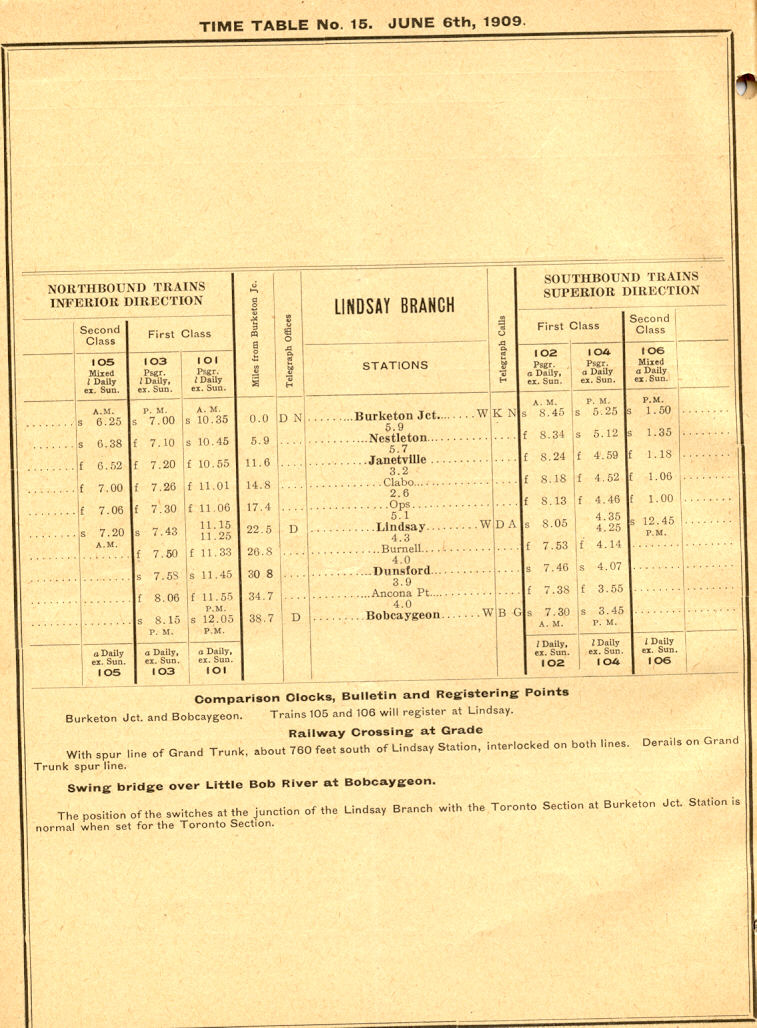 TIME TABLE No. 15. JUNE 6th, 1909.
NORTHBOUND TRAINS INFERIOR DIRECTION
Miles from Burketon Jc.
Telegraph Offices
LINDSAY BRANCH
Telegraph Calls
SOUTHBOUND TRAINS SUPERIOR DIRECTION
Second Class First Class STATIONS First Class Second Class
105 103 101 102 104 106
Mixed Psgr. Psgr. Psgr. Psgr. Mixed
l Daily l Daily, l Daily a Daily a Daily a Daily
ex. Sun. ex. Sun. ex. Sun. ex. Sun. ex. Sun. ex. Sun.
A.M. P. M. A. M. A. M. P. M. P.M.
........ s 6.25 s 7.00 s 10.35 0.0 D N .........Burketon Jct.......W K N s 8.45 s 5.25 s 1.50 ........
5.9
........ s 6.38 f 7.10 s 10.45 5.9 .... ............Nestleton............ .... f 8.34 s 5.12 s 1.35 ........
5.7
........ f 6.52 f 7.20 f 10.55 11.6 .... ............Janetville ............ .... f 8.24 f 4.59 f 1.18 ........
3.2
........ f 7.00 f 7.26 f 11.01 14.8 .... ..............Clabo.............. .... f 8.18 f 4.52 f 1.06 ........
2.6
........ f 7.06 f 7.30 f 11.06 17.4 .... ...............Ops............... .... f 8.13 f 4.46 f 1.00 ........
5.1
........ s 7.20 s 7.43 11.15 11.25 22.5 D .............Lindsay.........W D A s 8.05 4.35 4.25 s 12.45 ........
A.M. 4.3 P.M.
........ ........ f 7.50 f 11.33 26.8 .... .............Burnell............. .... f 7.53 f 4.14 ........ ........
4.0
........ ........ s 7.58 s 11.45 30 8 .... ............Dunsford............ .... s 7.46 s 4.07 ........ ........
3.9
........ ........ f 8.06 f 11.55 34.7 .... ............Ancona Pt............ .... f 7.38 f 3.55 ........ ........
P.M. 4.0
........ ........ s 8.15 s 12.05 38.7 D ...........Bobcaygeon.......W B G s 7.30 s 3.45 ........ ........
P. M. P.M. A. M. P. M.
a Daily a Daily, a Daily, l Daily, l Daily l Daily
ex. Sun. ex. Sun. ex. Sun. ex. Sun. ex. Sun. ex. Sun.
105 103 101 102 104 106
Comparison Clocks, Bulletin and Registering Points
Burketon Jct. and Bobcaygeon. Trains 105 and 106 will register at Lindsay.
Railway Crossing at Grade
With spur line of Grand Trunk, about 760 feet south of Lindsay Station, interlocked on both lines. Derails on Grand
Trunk spur line.
Swing bridge over Little Bob River at Bobcaygeon.
The position of the switches at the junction of the Lindsay Branch with the Toronto Section at Burketon Jct. Station is
normal when set for the Toronto Section.